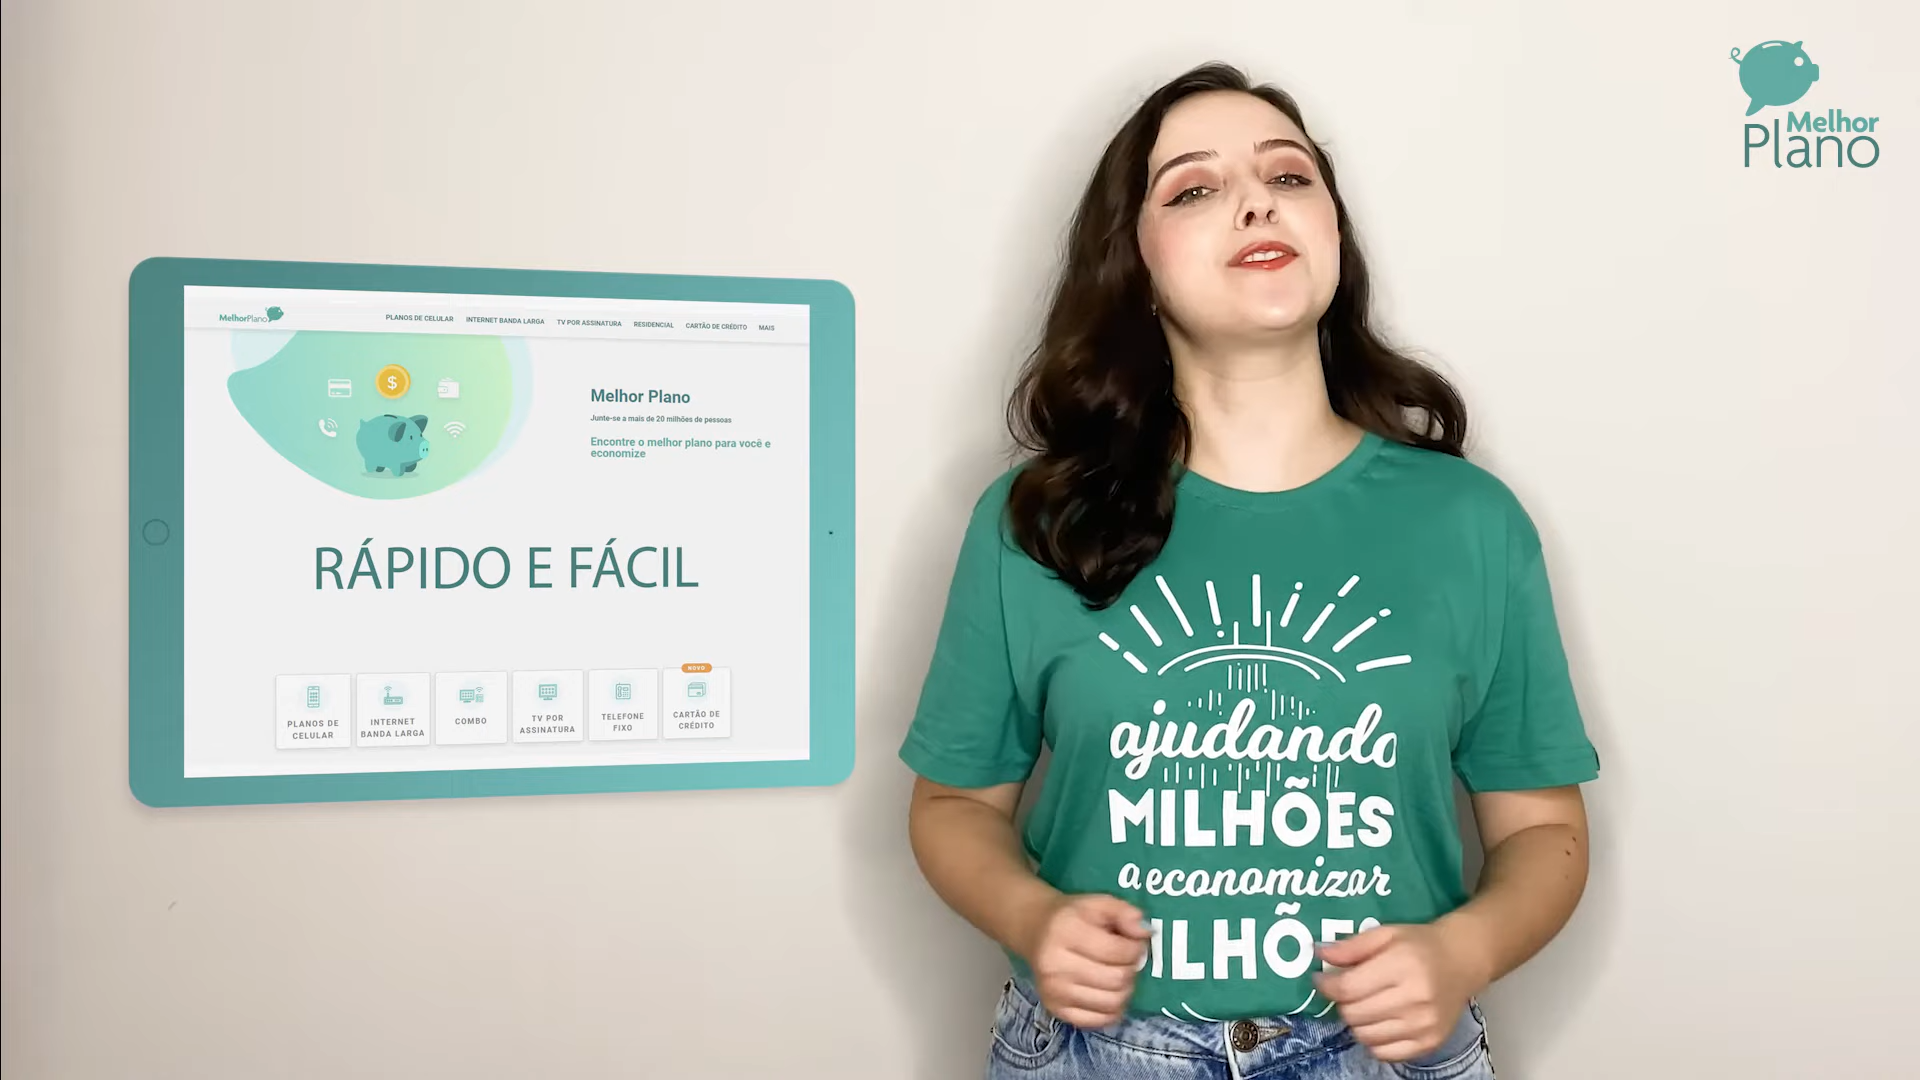 Melhor
Plano
MelhorPlano
PLANOS DE CELULAR
INTERNET BANDA LARGA
TV POR ASSINATURA
RESIDENCIAL
CARTÃO DE CRÉDITO
MAIS
$
Melhor Plano
Junte-se a mais de 20 milhões de pessoas
Encontre o melhor plano para você e
economize
RÁPIDO E FÁCIL
PLANOS DE
CELULAR
INTERNET
BANDA LARGA
COMBO
TV POR
ASSINATURA
TELEFONE
FIXO
NOVO
CARTÃO DE
CRÉDITO
ajudando
MILHÕES
a economizar